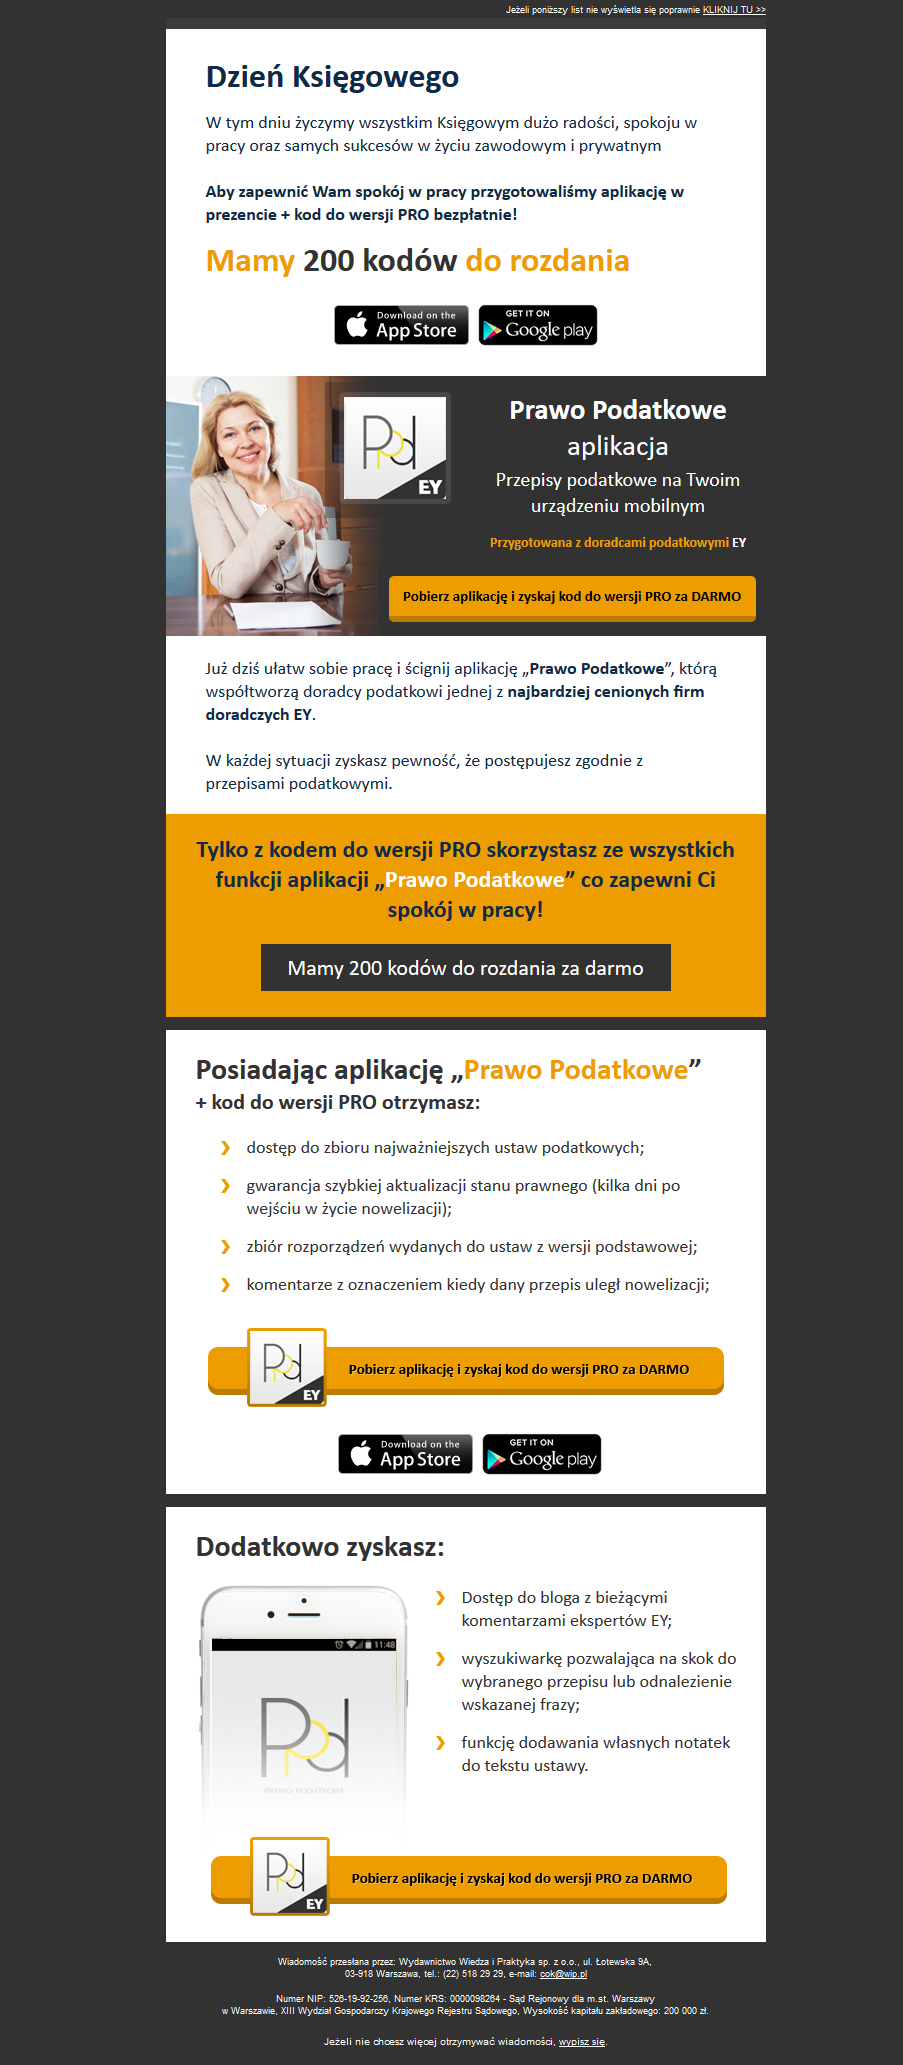 Jeżeli poniższy list nie wyświetla się poprawnie KLIKNIJ TU >>
Dzień Księgowego
W tym dniu życzymy wszystkim Księgowym dużo radości, spokoju w
pracy oraz samych sukcesów w życiu zawodowym i prywatnym
Aby zapewnić Wam spokój w pracy przygotowaliśmy aplikację w
prezencie + kod do wersji PRO bezpłatnie!
Mamy 200 kodów do rozdania
Download on the
App Store
GET IT ON
Google play
PPd
EY
Prawo Podatkowe
aplikacja
Przepisy podatkowe na Twoim
urządzeniu mobilnym
Przygotowana z doradcami podatkowymi EY
Pobierz aplikację i zyskaj kod do wersji PRO za DARMO
Już dziś ułatw sobie pracę i ścignij aplikację „Prawo Podatkowe”, którą
współtworzą doradcy podatkowi jednej z najbardziej cenionych firm
doradczych EY.
W każdej sytuacji zyskasz pewność, że postępujesz zgodnie z
przepisami podatkowymi.
Tylko z kodem do wersji PRO skorzystasz ze wszystkich
funkcji aplikacji „Prawo Podatkowe” co zapewni Ci
spokój w pracy!
Mamy 200 kodów do rozdania za darmo
Posiadając aplikację „Prawo Podatkowe”
+ kod do wersji PRO otrzymasz:
dostęp do zbioru najważniejszych ustaw podatkowych;
gwarancja szybkiej aktualizacji stanu prawnego (kilka dni po
wejściu w życie nowelizacji);
zbiór rozporządzeń wydanych do ustaw z wersji podstawowej;
komentarze z oznaczeniem kiedy dany przepis uległ nowelizacji;
PPd
EY
Pobierz aplikację i zyskaj kod do wersji PRO za DARMO
Download on the
App Store
GET IT ON
Google play
Dodatkowo zyskasz:
11:48
PPd
PRAWO PODATKOWE
Dostęp do bloga z bieżącymi
komentarzami ekspertów EY;
wyszukiwarkę pozwalająca na skok do
wybranego przepisu lub odnalezienie
wskazanej frazy;
funkcję dodawania własnych notatek
do tekstu ustawy.
PPd
EY
Pobierz aplikację i zyskaj kod do wersji PRO za DARMO
Wiadomość przesłana przez: Wydawnictwo Wiedza i Praktyka sp. z o.o., ul. Łotewska 9A,
03-918 Warszawa, tel.: (22) 518 29 29, e-mail: cok@wip.pl
Numer NIP: 526-19-92-256, Numer KRS: 0000098264 - Sąd Rejonowy dla m.st. Warszawy
w Warszawie, XIII Wydział Gospodarczy Krajowego Rejestru Sądowego, Wysokość kapitału zakładowego: 200 000 zł.
Jeżeli nie chcesz więcej otrzymywać wiadomości, wypisz się.